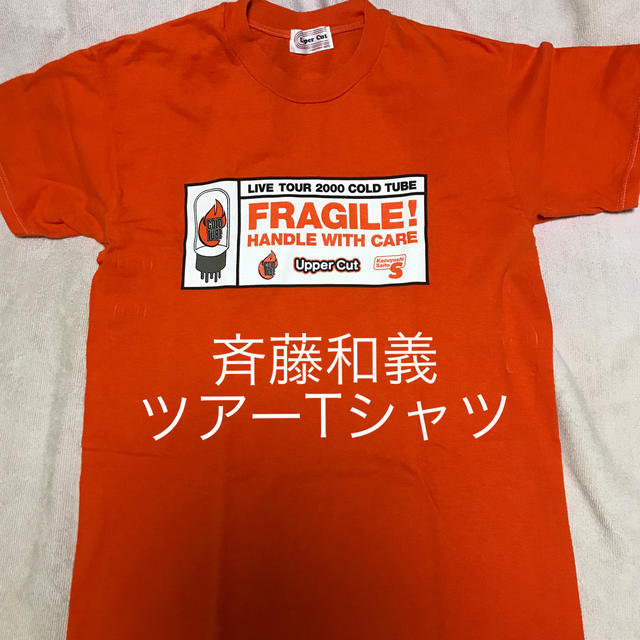 Upper Cut
LIVE TOUR 2000 COLD TUBE
FRAGILE!
HANDLE WITH CARE
COLD TUBE
Upper Cut
Kazuyoshi Saito
S
斉藤和義
ツアーTシャツ